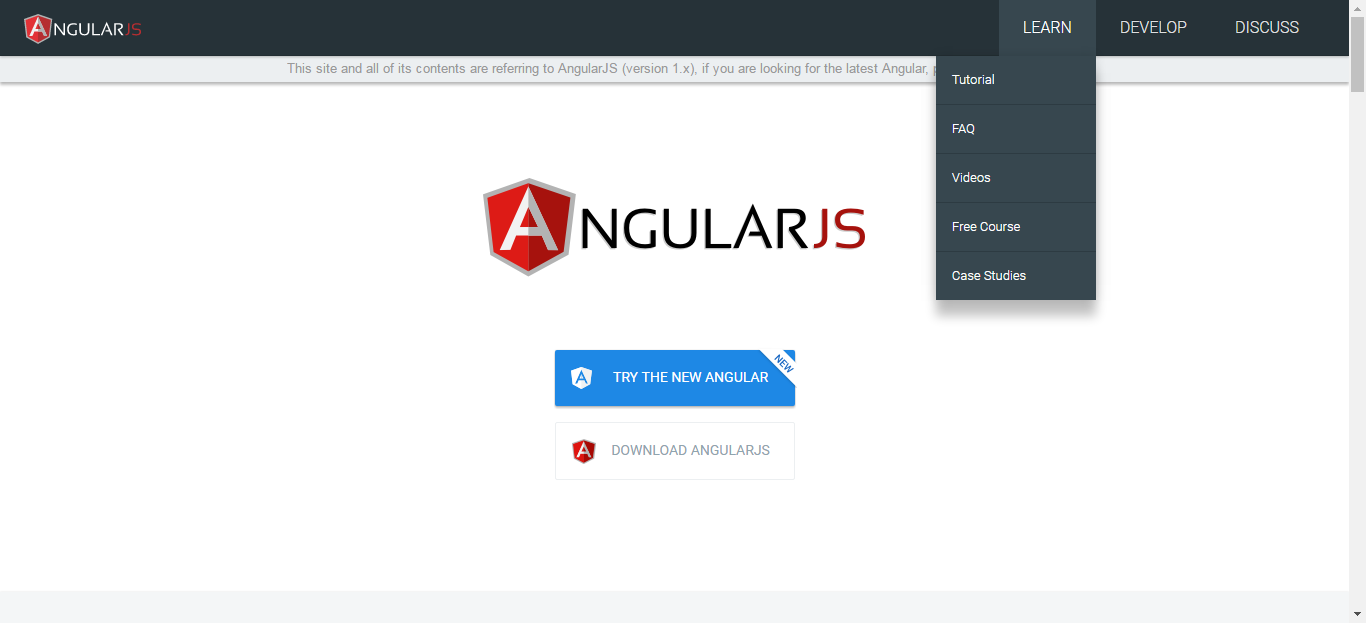 ANGULARJS
LEARN
DEVELOP
DISCUSS
This site and all of its contents are referring to AngularJS (version 1.x), if you are looking for the latest Angular,
Tutorial
FAQ
Videos
Free Course
Case Studies
ANGULARJS
TRY THE NEW ANGULAR
NEW
A DOWNLOAD ANGULARJS